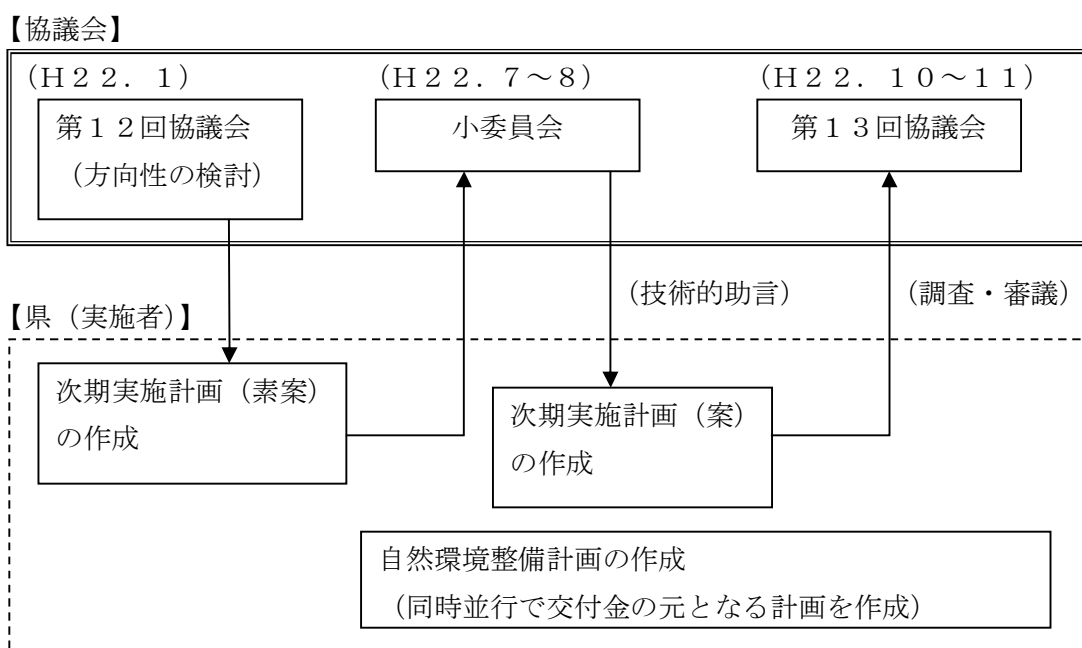 【協議会】
（Ｈ２２．１）
（Ｈ２２．７～８）
（Ｈ２２．１０～１１）
第１２回協議会
（方向性の検討）
小委員会
第１３回協議会
（技術的助言）
（調査・審議）
【県（実施者）】
次期実施計画（素案）
の作成
次期実施計画（案）
の作成
自然環境整備計画の作成
（同時並行で交付金の元となる計画を作成）